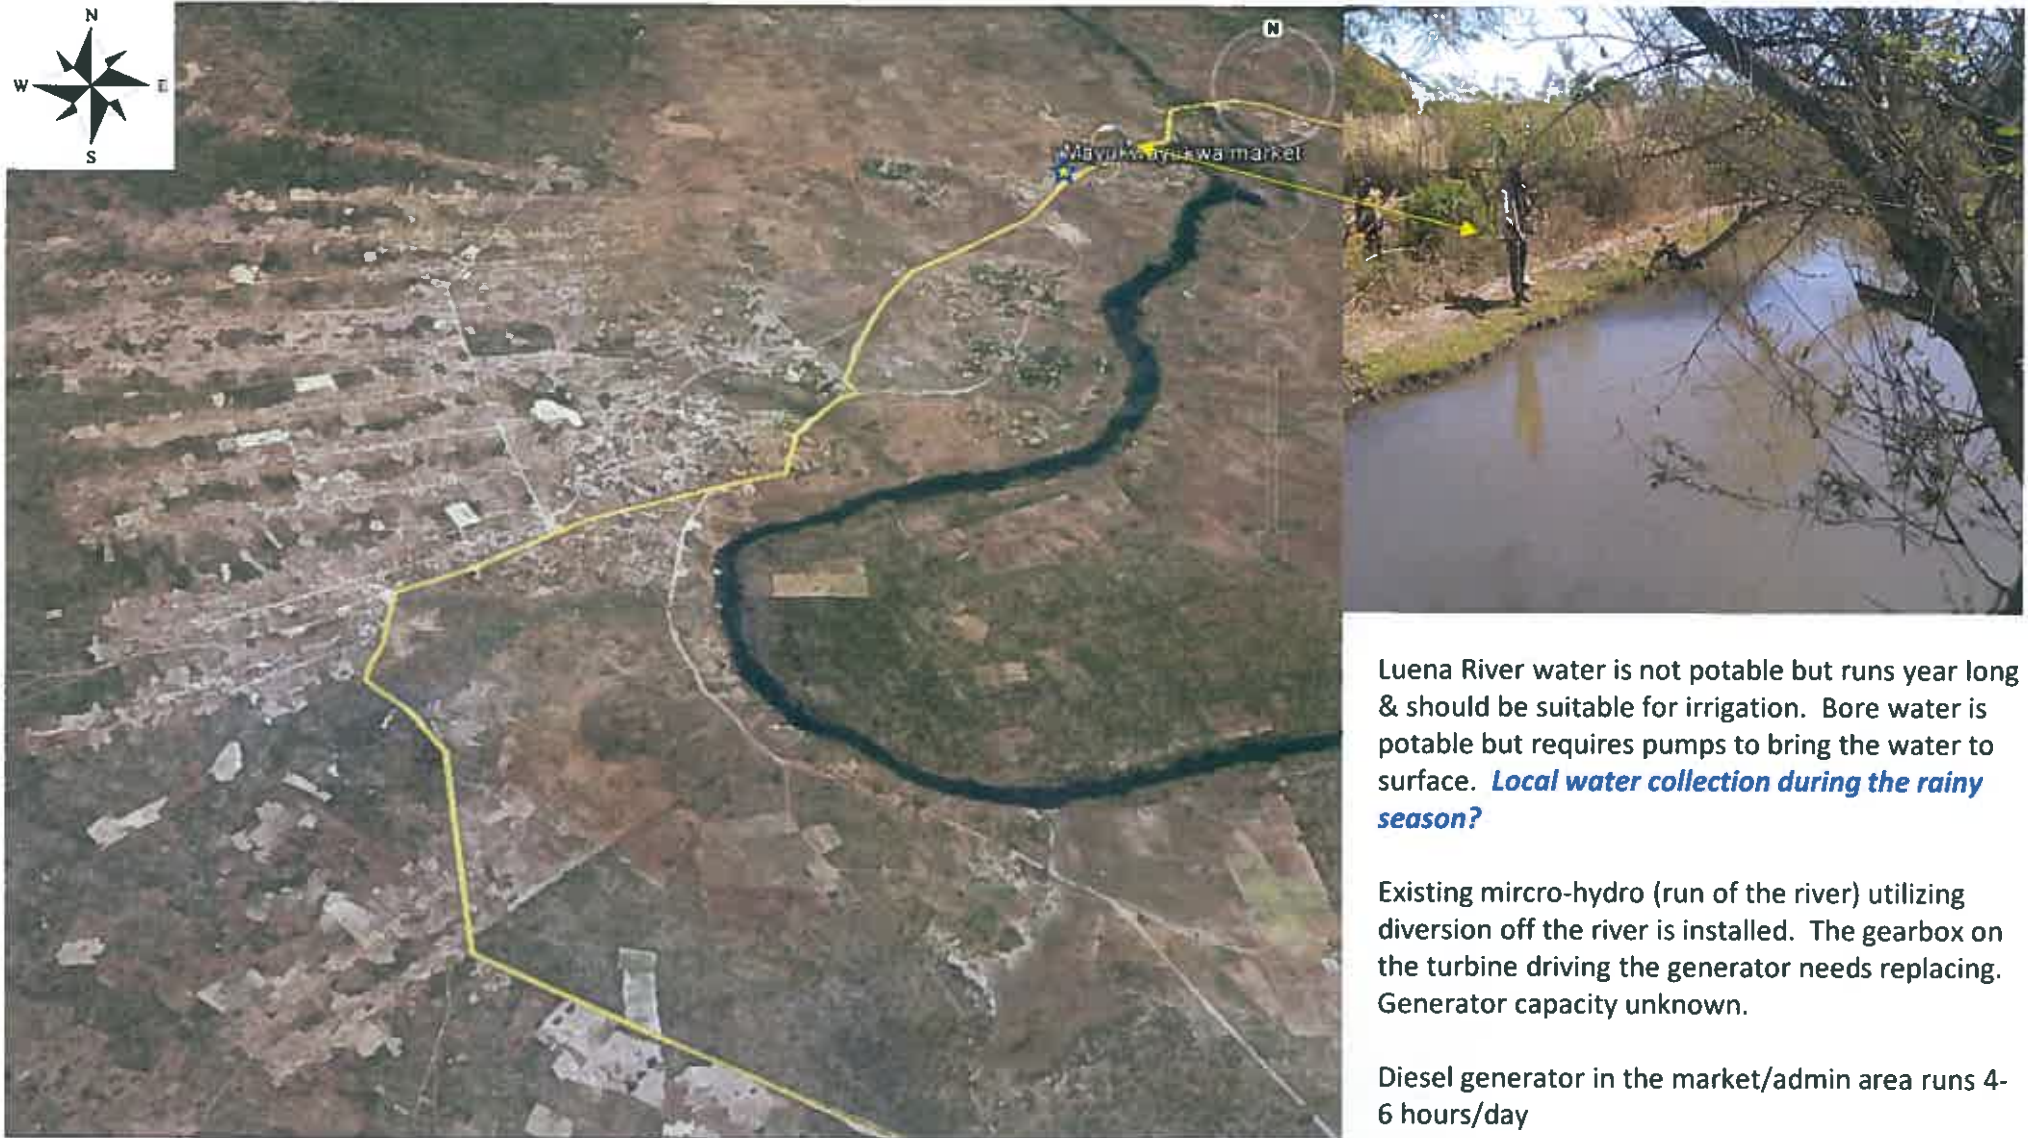 N
W
E
S
N
Mayukwayukwa market
Luena River water is not potable but runs year long
& should be suitable for irrigation. Bore water is
potable but requires pumps to bring the water to
surface. Local water collection during the rainy
season?
Existing mircro-hydro (run of the river) utilizing
diversion off the river is installed. The gearbox on
the turbine driving the generator needs replacing.
Generator capacity unknown.
Diesel generator in the market/admin area runs 4-
6 hours/day